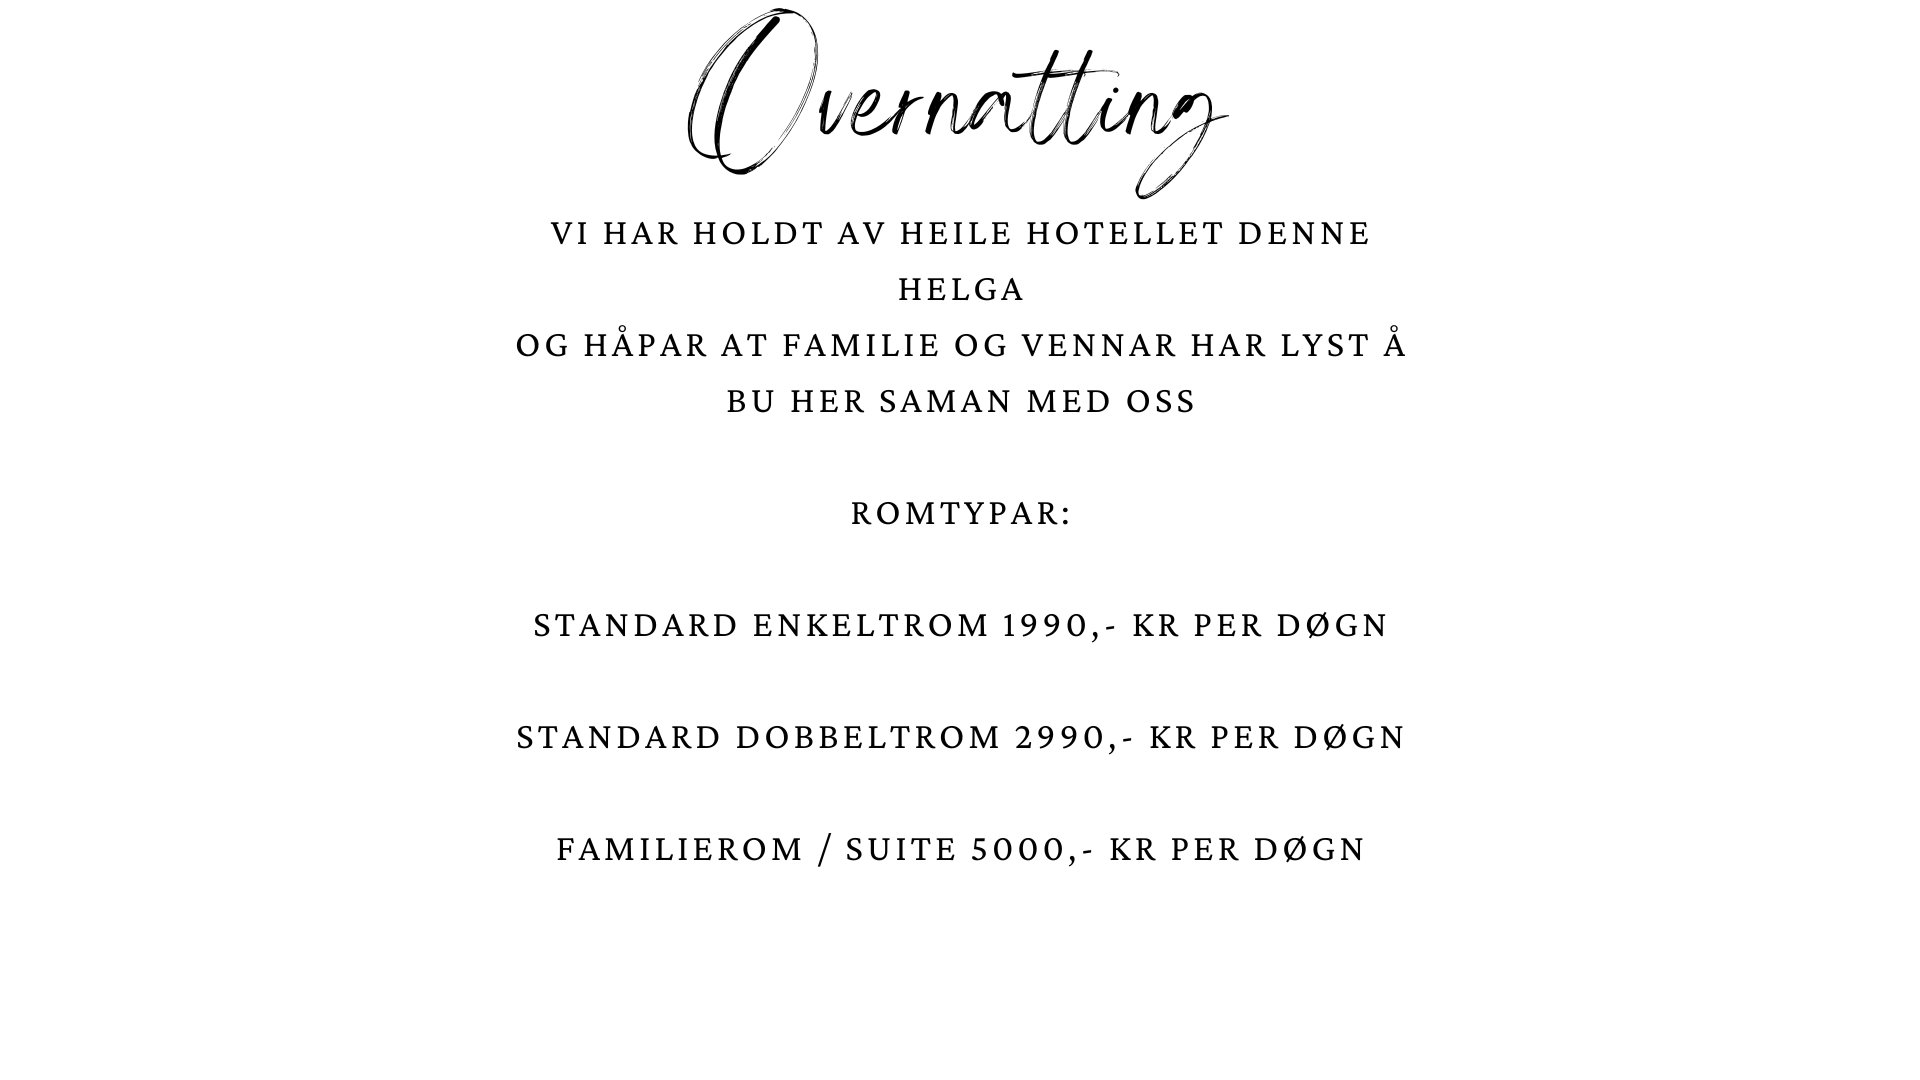 Overnatting
VI HAR HOLDT AV HEILE HOTELLET DENNE
HELGA
OG HÅPAR AT FAMILIE OG VENNAR HAR LYST Å
BU HER SAMAN MED OSS
ROMTYPAR:
STANDARD ENKELTROM 1990,- KR PER DØGN
STANDARD DOBBELTROM 2990,- KR PER DØGN
FAMILIEROM / SUITE 5000,- KR PER DØGN